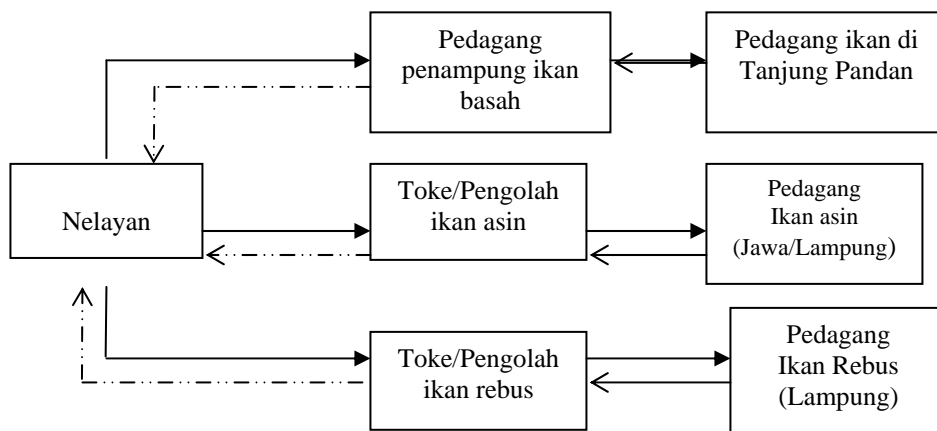 Pedagang
penampung ikan
basah
Pedagang ikan di
Tanjung Pandan
Nelayan
Toke/Pengolah
ikan asin
Pedagang
Ikan asin
(Jawa/Lampung)
Toke/Pengolah
ikan rebus
Pedagang
Ikan Rebus
(Lampung)